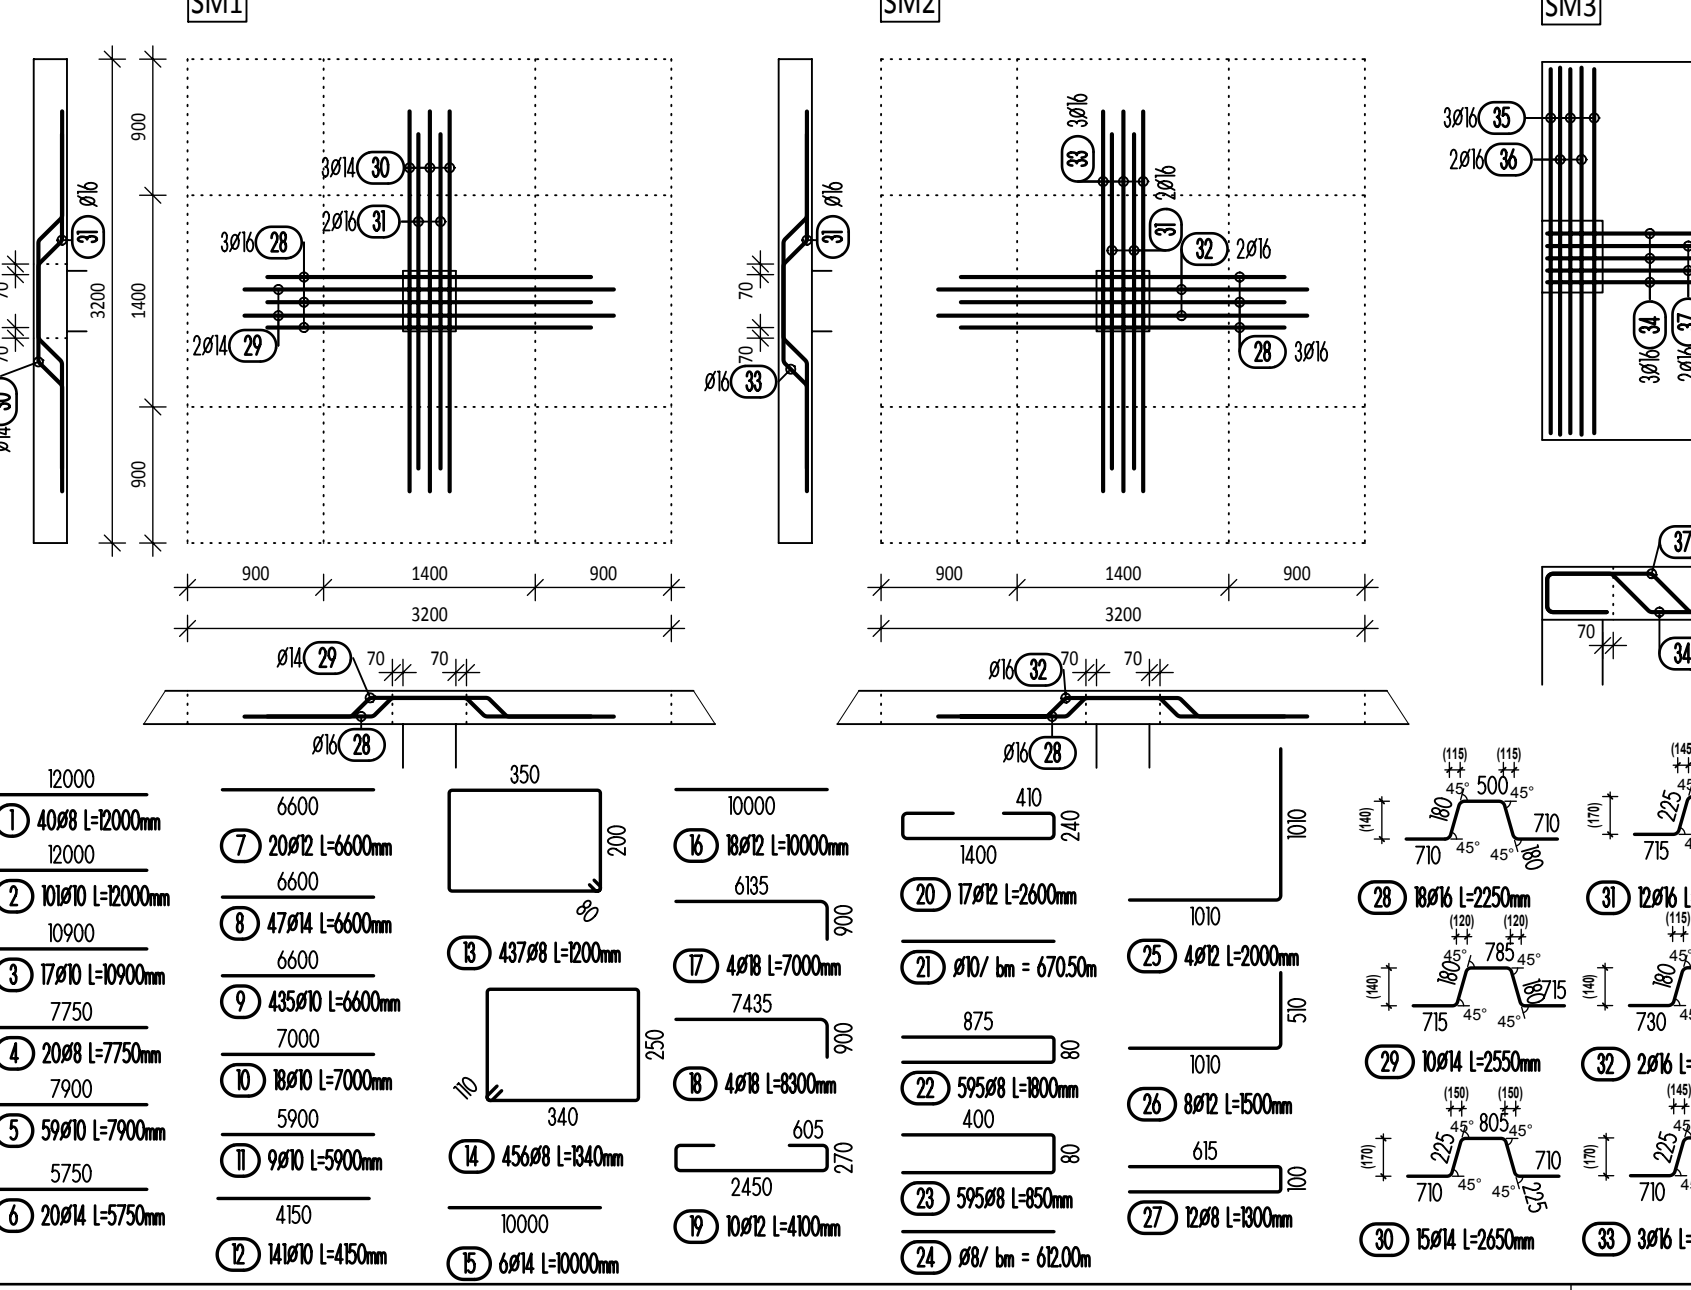 SM1
SM2
SM3
900
1400
900
3200
70
70
Ø16 31
3Ø14 30
2Ø16 31
3Ø16 28
2Ø14 29
900
1400
900
3200
Ø14 29
70
70
Ø16 28
Ø16 31
70
70
Ø16 33
3Ø16 33
2Ø16 31
32 2Ø16
28 3Ø16
900
1400
900
3200
Ø16 32
70
70
Ø16 28
3Ø16 35
2Ø16 36
3Ø16 34
2Ø16 37
37
70
34
12000
1 40Ø8 L=12000mm
12000
2 101Ø10 L=12000mm
10900
3 17Ø10 L=10900mm
7750
4 20Ø8 L=7750mm
7900
5 59Ø10 L=7900mm
5750
6 20Ø14 L=5750mm
6600
7 20Ø12 L=6600mm
6600
8 47Ø14 L=6600mm
6600
9 435Ø10 L=6600mm
7000
10 18Ø10 L=7000mm
5900
11 9Ø10 L=5900mm
4150
12 141Ø10 L=4150mm
350
200
80
13 437Ø8 L=1200mm
250
110
340
14 456Ø8 L=1340mm
10000
15 6Ø14 L=10000mm
10000
16 18Ø12 L=10000mm
6135
900
17 4Ø18 L=7000mm
7435
900
18 4Ø18 L=8300mm
605
270
2450
19 10Ø12 L=4100mm
410
240
1400
20 17Ø12 L=2600mm
21 Ø10/ bm = 670.50m
875
80
22 595Ø8 L=1800mm
400
80
23 595Ø8 L=850mm
24 Ø8/ bm = 612.00m
1010
1010
25 4Ø12 L=2000mm
510
1010
26 8Ø12 L=1500mm
615
100
27 12Ø8 L=1300mm
(115) (115)
45° 500 45°
(140) 180 710
710 45° 45° 180
28 18Ø16 L=2250mm
(120) (120)
45° 785 45°
(140) 180 180 715
715 45° 45°
29 10Ø14 L=2550mm
(150) (150)
45° 805 45°
(170) 225 710
710 45° 45° 225
30 15Ø14 L=2650mm
(170) 225
715
31 12Ø16 L
(115)
(140) 180
730
32 2Ø16 L=
(145)
(170) 225
710
33 3Ø16 L=